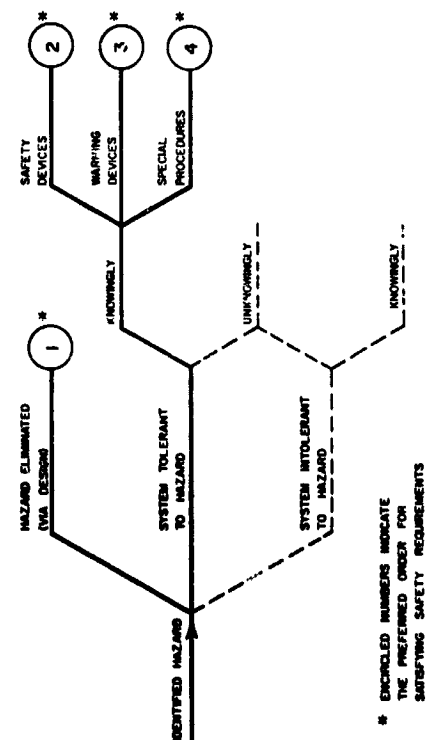 IDENTIFIED HAZARD
HAZARD ELIMINATED
(VIA DESIGN)
1
*
SYSTEM TOLERANT
TO HAZARD
KNOWINGLY
SAFETY
DEVICES
2
*
WARNING
DEVICES
3
*
SPECIAL
PROCEDURES
4
*
UNKNOWINGLY
SYSTEM INTOLERANT
TO HAZARD
KNOWINGLY
* ENCIRCLED NUMBERS INDICATE
THE PREFERRED ORDER FOR
SATISFYING SAFETY REQUIREMENTS